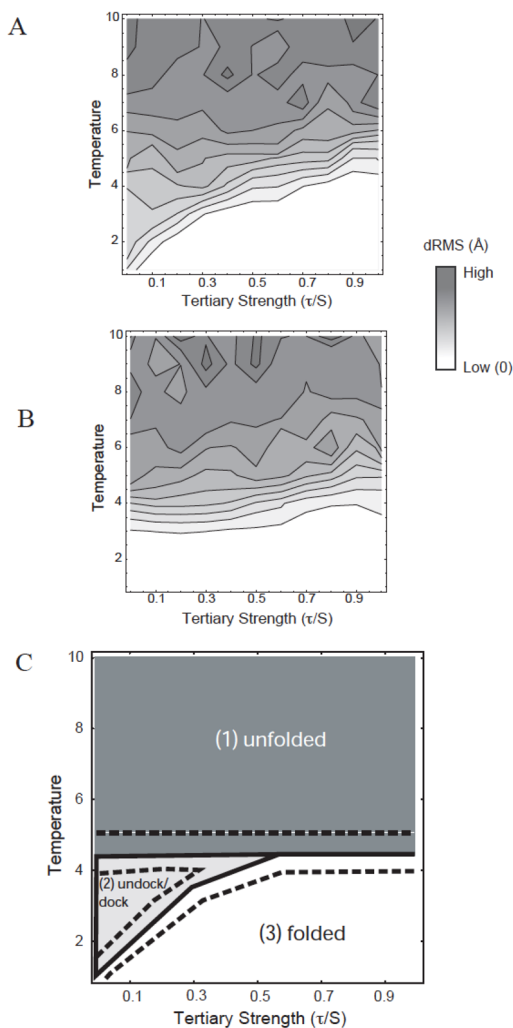 A
10
8
6
4
2
Temperature
0.1 0.3 0.5 0.7 0.9
Tertiary Strength (τ/S)
dRMS (Å)
High
Low (0)
B
10
8
6
4
2
Temperature
0.1 0.3 0.5 0.7 0.9
Tertiary Strength (τ/S)
C
10
8
6
4
2
Temperature
(1) unfolded
(2) undock/
dock
(3) folded
0.1 0.3 0.5 0.7 0.9
Tertiary Strength (τ/S)